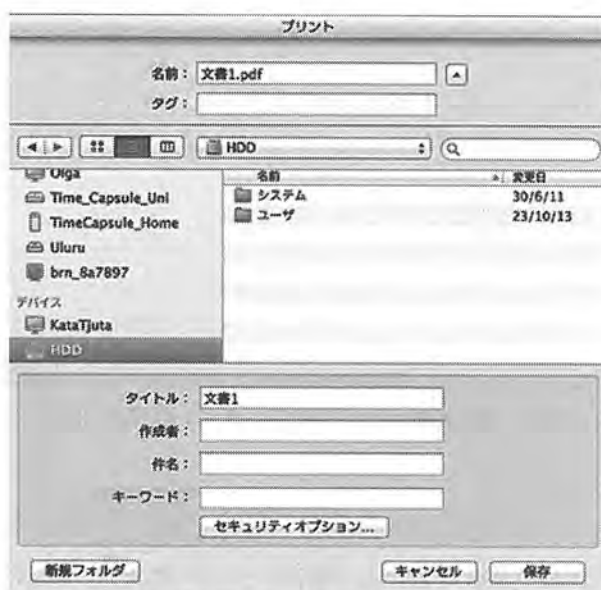 プリント
名前： 文書1.pdf
タグ：
HDD
名前 変更日
Olga
Time_Capsule_Uni
TimeCapsule_Home
Uluru
brn_8a7897
デバイス
KataTjuta
HDD
システム 30/6/11
ユーザ 23/10/13
タイトル： 文書1
作成者：
件名：
キーワード：
セキュリティオプション...
新規フォルダ キャンセル 保存